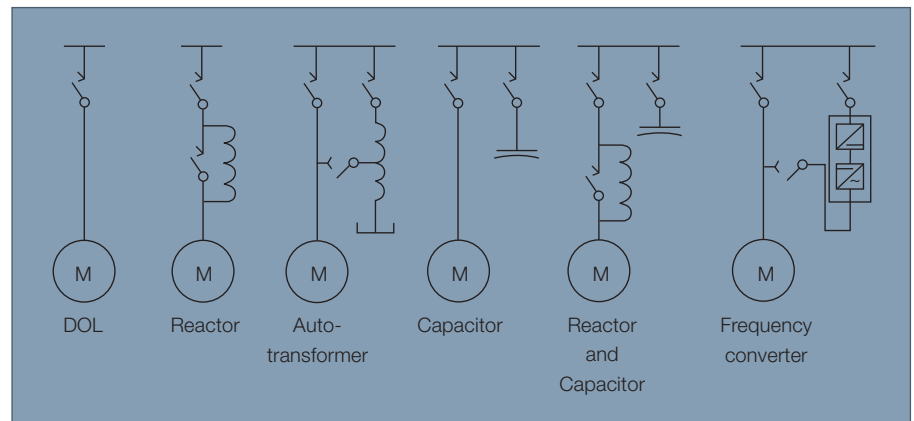 M
M
M
M
M
M
~
DOL
Reactor
Auto-
transformer
Capacitor
Reactor
and
Capacitor
Frequency
converter